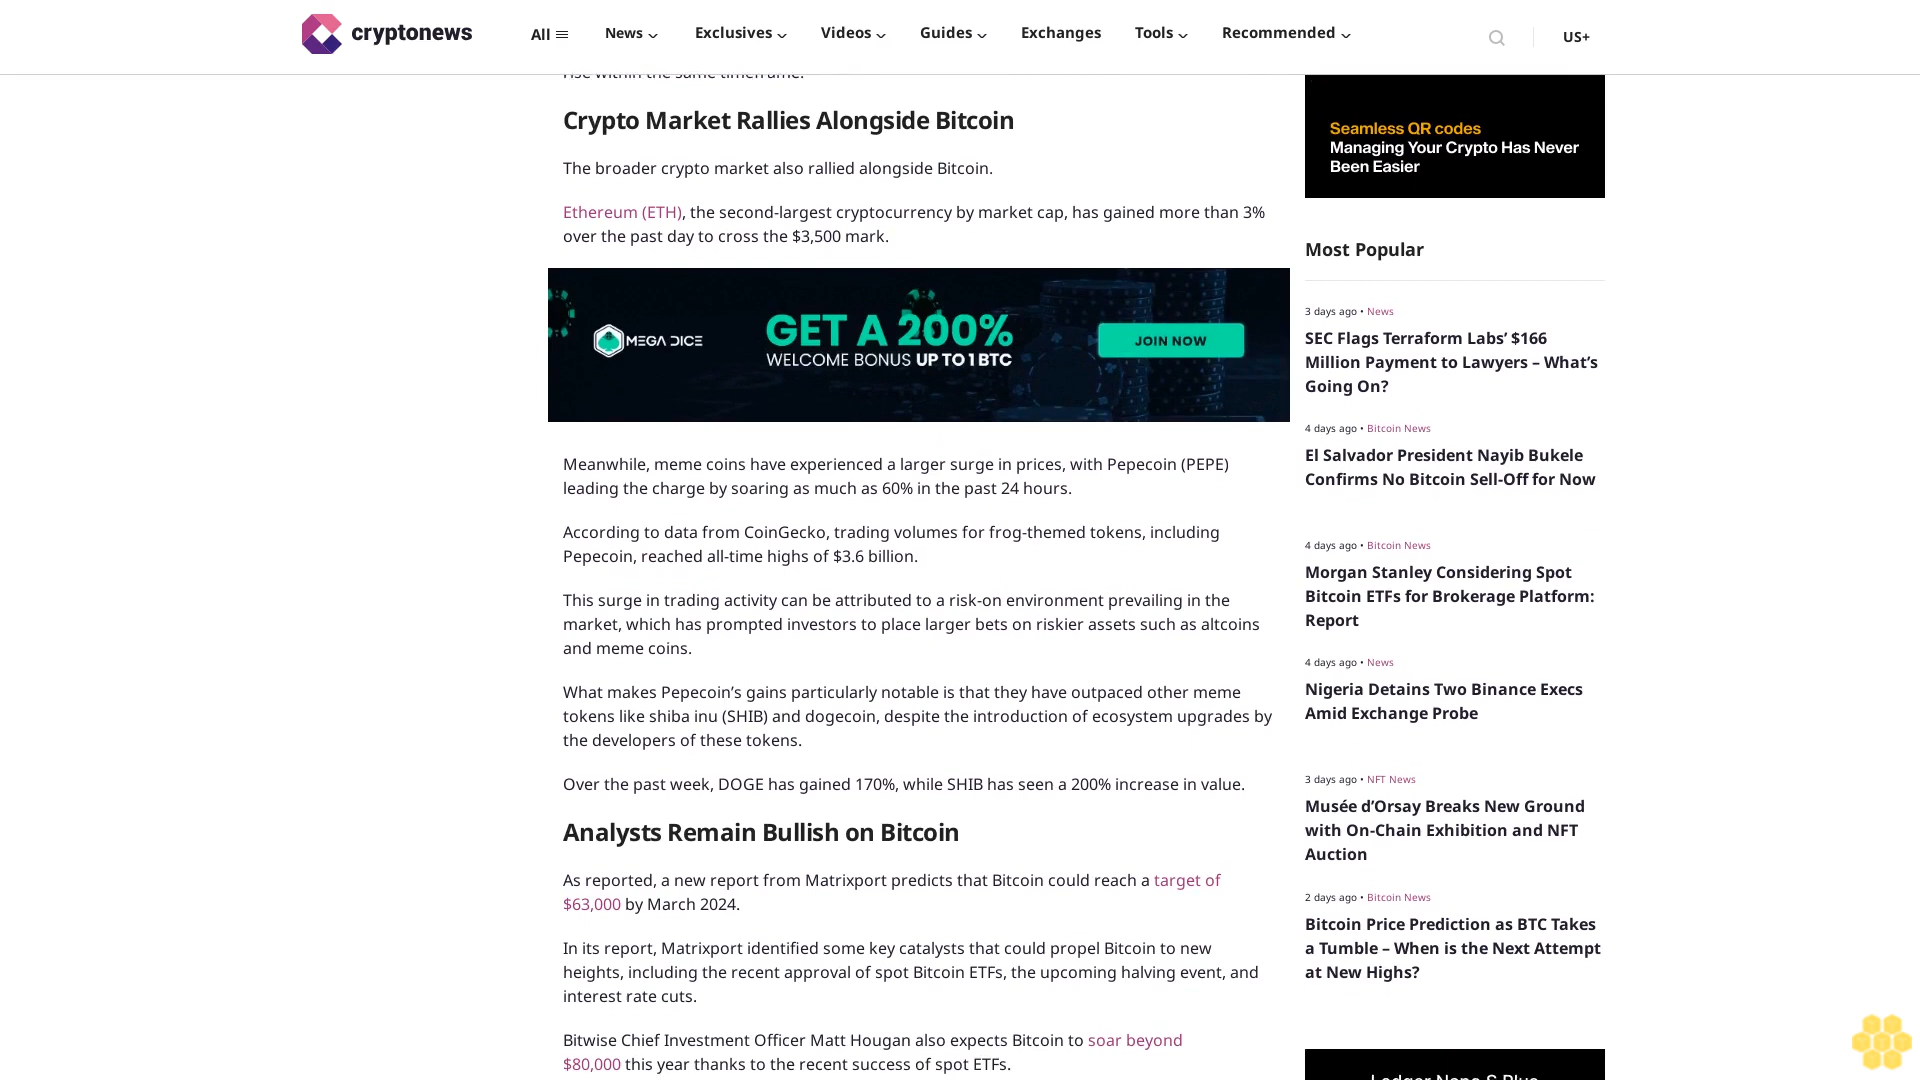 cryptonews
All
News
Exclusives
Videos
Guides
Exchanges
Tools
Recommended
US+
rise within the same timeframe.
Crypto Market Rallies Alongside Bitcoin
The broader crypto market also rallied alongside Bitcoin.
Ethereum (ETH), the second-largest cryptocurrency by market cap, has gained more than 3%
over the past day to cross the $3,500 mark.
MEGA DICE
GET A 200%
WELCOME BONUS UP TO 1 BTC
JOIN NOW
Meanwhile, meme coins have experienced a larger surge in prices, with Pepecoin (PEPE)
leading the charge by soaring as much as 60% in the past 24 hours.
According to data from CoinGecko, trading volumes for frog-themed tokens, including
Pepecoin, reached all-time highs of $3.6 billion.
This surge in trading activity can be attributed to a risk-on environment prevailing in the
market, which has prompted investors to place larger bets on riskier assets such as altcoins
and meme coins.
What makes Pepecoin’s gains particularly notable is that they have outpaced other meme
tokens like shiba inu (SHIB) and dogecoin, despite the introduction of ecosystem upgrades by
the developers of these tokens.
Over the past week, DOGE has gained 170%, while SHIB has seen a 200% increase in value.
Analysts Remain Bullish on Bitcoin
As reported, a new report from Matrixport predicts that Bitcoin could reach a target of
$63,000 by March 2024.
In its report, Matrixport identified some key catalysts that could propel Bitcoin to new
heights, including the recent approval of spot Bitcoin ETFs, the upcoming halving event, and
interest rate cuts.
Bitwise Chief Investment Officer Matt Hougan also expects Bitcoin to soar beyond
$80,000 this year thanks to the recent success of spot ETFs.
Seamless QR codes
Managing Your Crypto Has Never
Been Easier
Most Popular
3 days ago • News
SEC Flags Terraform Labs’ $166
Million Payment to Lawyers – What’s
Going On?
4 days ago • Bitcoin News
El Salvador President Nayib Bukele
Confirms No Bitcoin Sell-Off for Now
4 days ago • Bitcoin News
Morgan Stanley Considering Spot
Bitcoin ETFs for Brokerage Platform:
Report
4 days ago • News
Nigeria Detains Two Binance Execs
Amid Exchange Probe
3 days ago • NFT News
Musée d’Orsay Breaks New Ground
with On-Chain Exhibition and NFT
Auction
2 days ago • Bitcoin News
Bitcoin Price Prediction as BTC Takes
a Tumble – When is the Next Attempt
at New Highs?
Ledger Nano S Plus